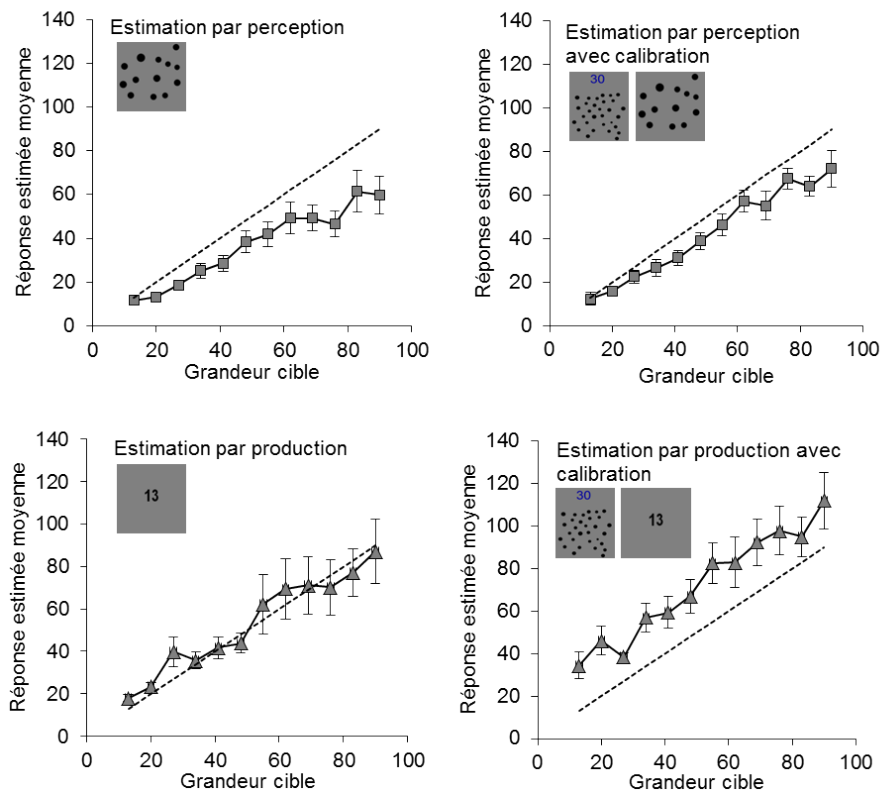 Estimation par perception
140
120
100
80
60
40
20
0
0 20 40 60 80 100
Réponse estimée moyenne
Grandeur cible
Estimation par perception
avec calibration
30
140
120
100
80
60
40
20
0
0 20 40 60 80 100
Réponse estimée moyenne
Grandeur cible
Estimation par production
13
140
120
100
80
60
40
20
0
0 20 40 60 80 100
Réponse estimée moyenne
Grandeur cible
Estimation par production avec
calibration
30
13
140
120
100
80
60
40
20
0
0 20 40 60 80 100
Réponse estimée moyenne
Grandeur cible